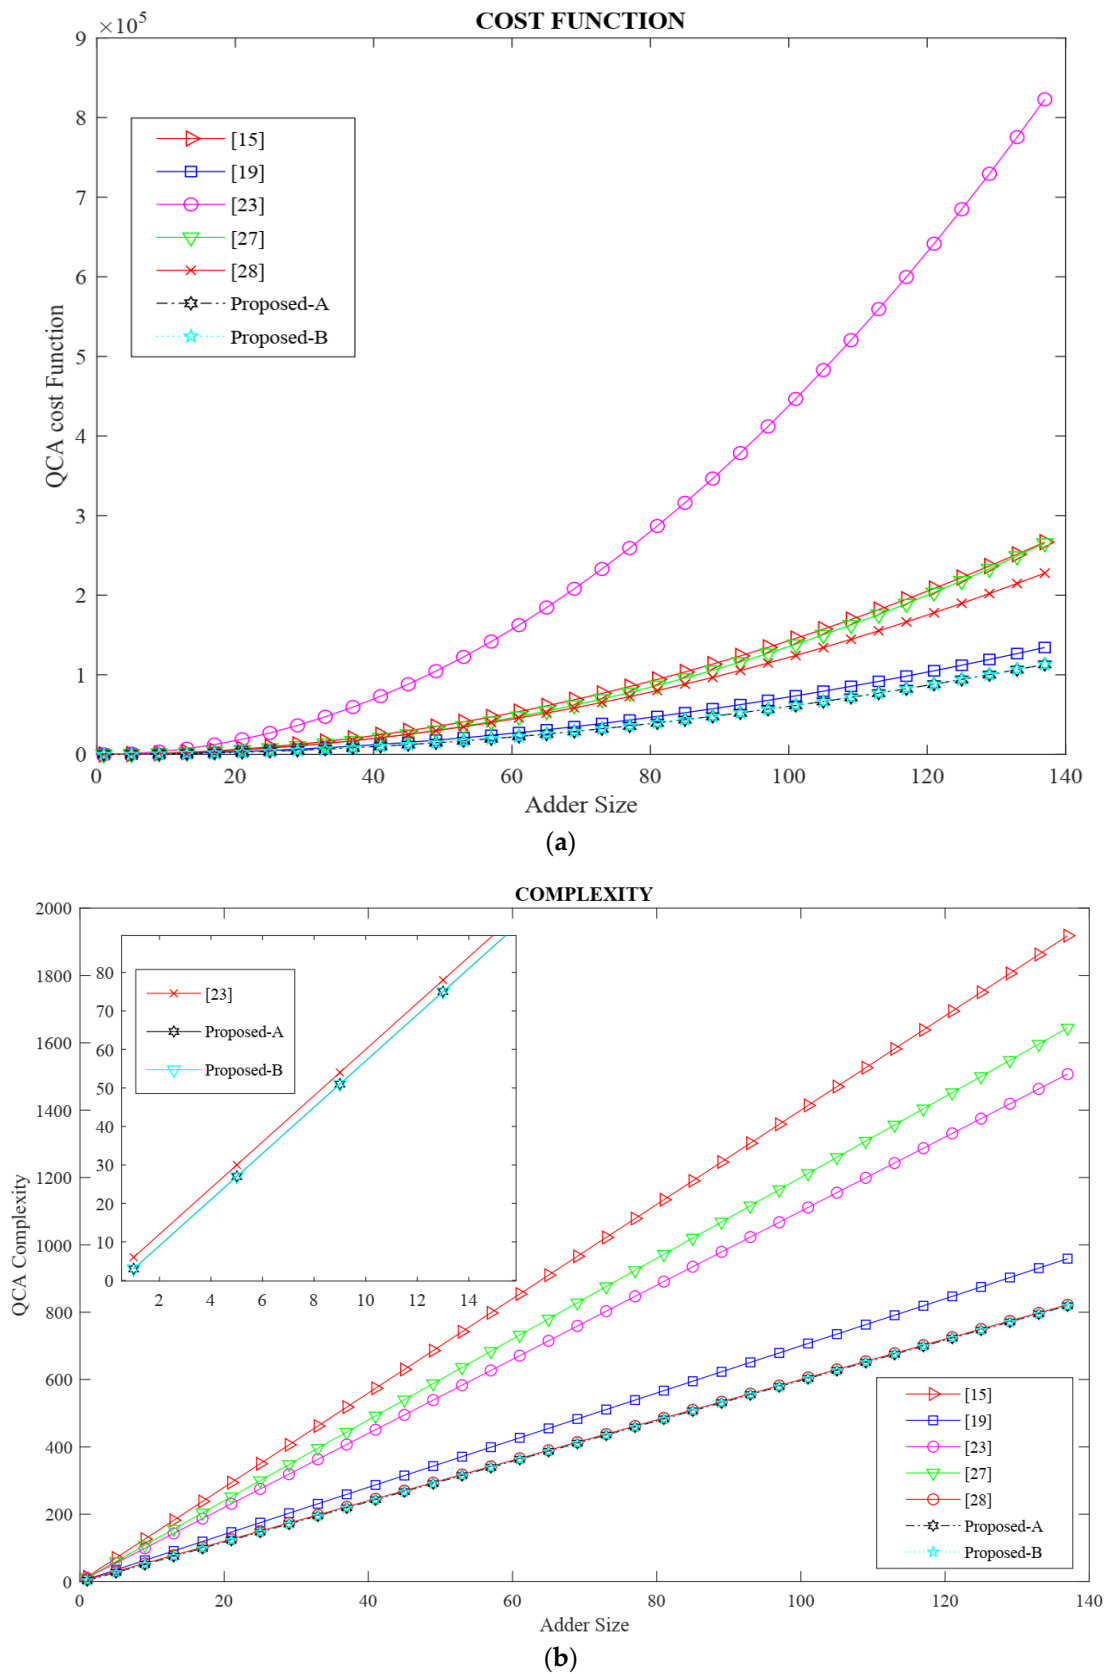 COST FUNCTION
×10⁵
9
8
7
6
5
4
3
2
1
0
QCA cost Function
[15]
[19]
[23]
[27]
[28]
Proposed-A
Proposed-B
0 20 40 60 80 100 120 140
Adder Size
(a)
COMPLEXITY
2000
1800
1600
1400
1200
1000
800
600
400
200
0
QCA Complexity
80
70
60
50
40
30
20
10
0
[23]
Proposed-A
Proposed-B
2 4 6 8 10 12 14
[15]
[19]
[23]
[27]
[28]
Proposed-A
Proposed-B
0 20 40 60 80 100 120 140
Adder Size
(b)